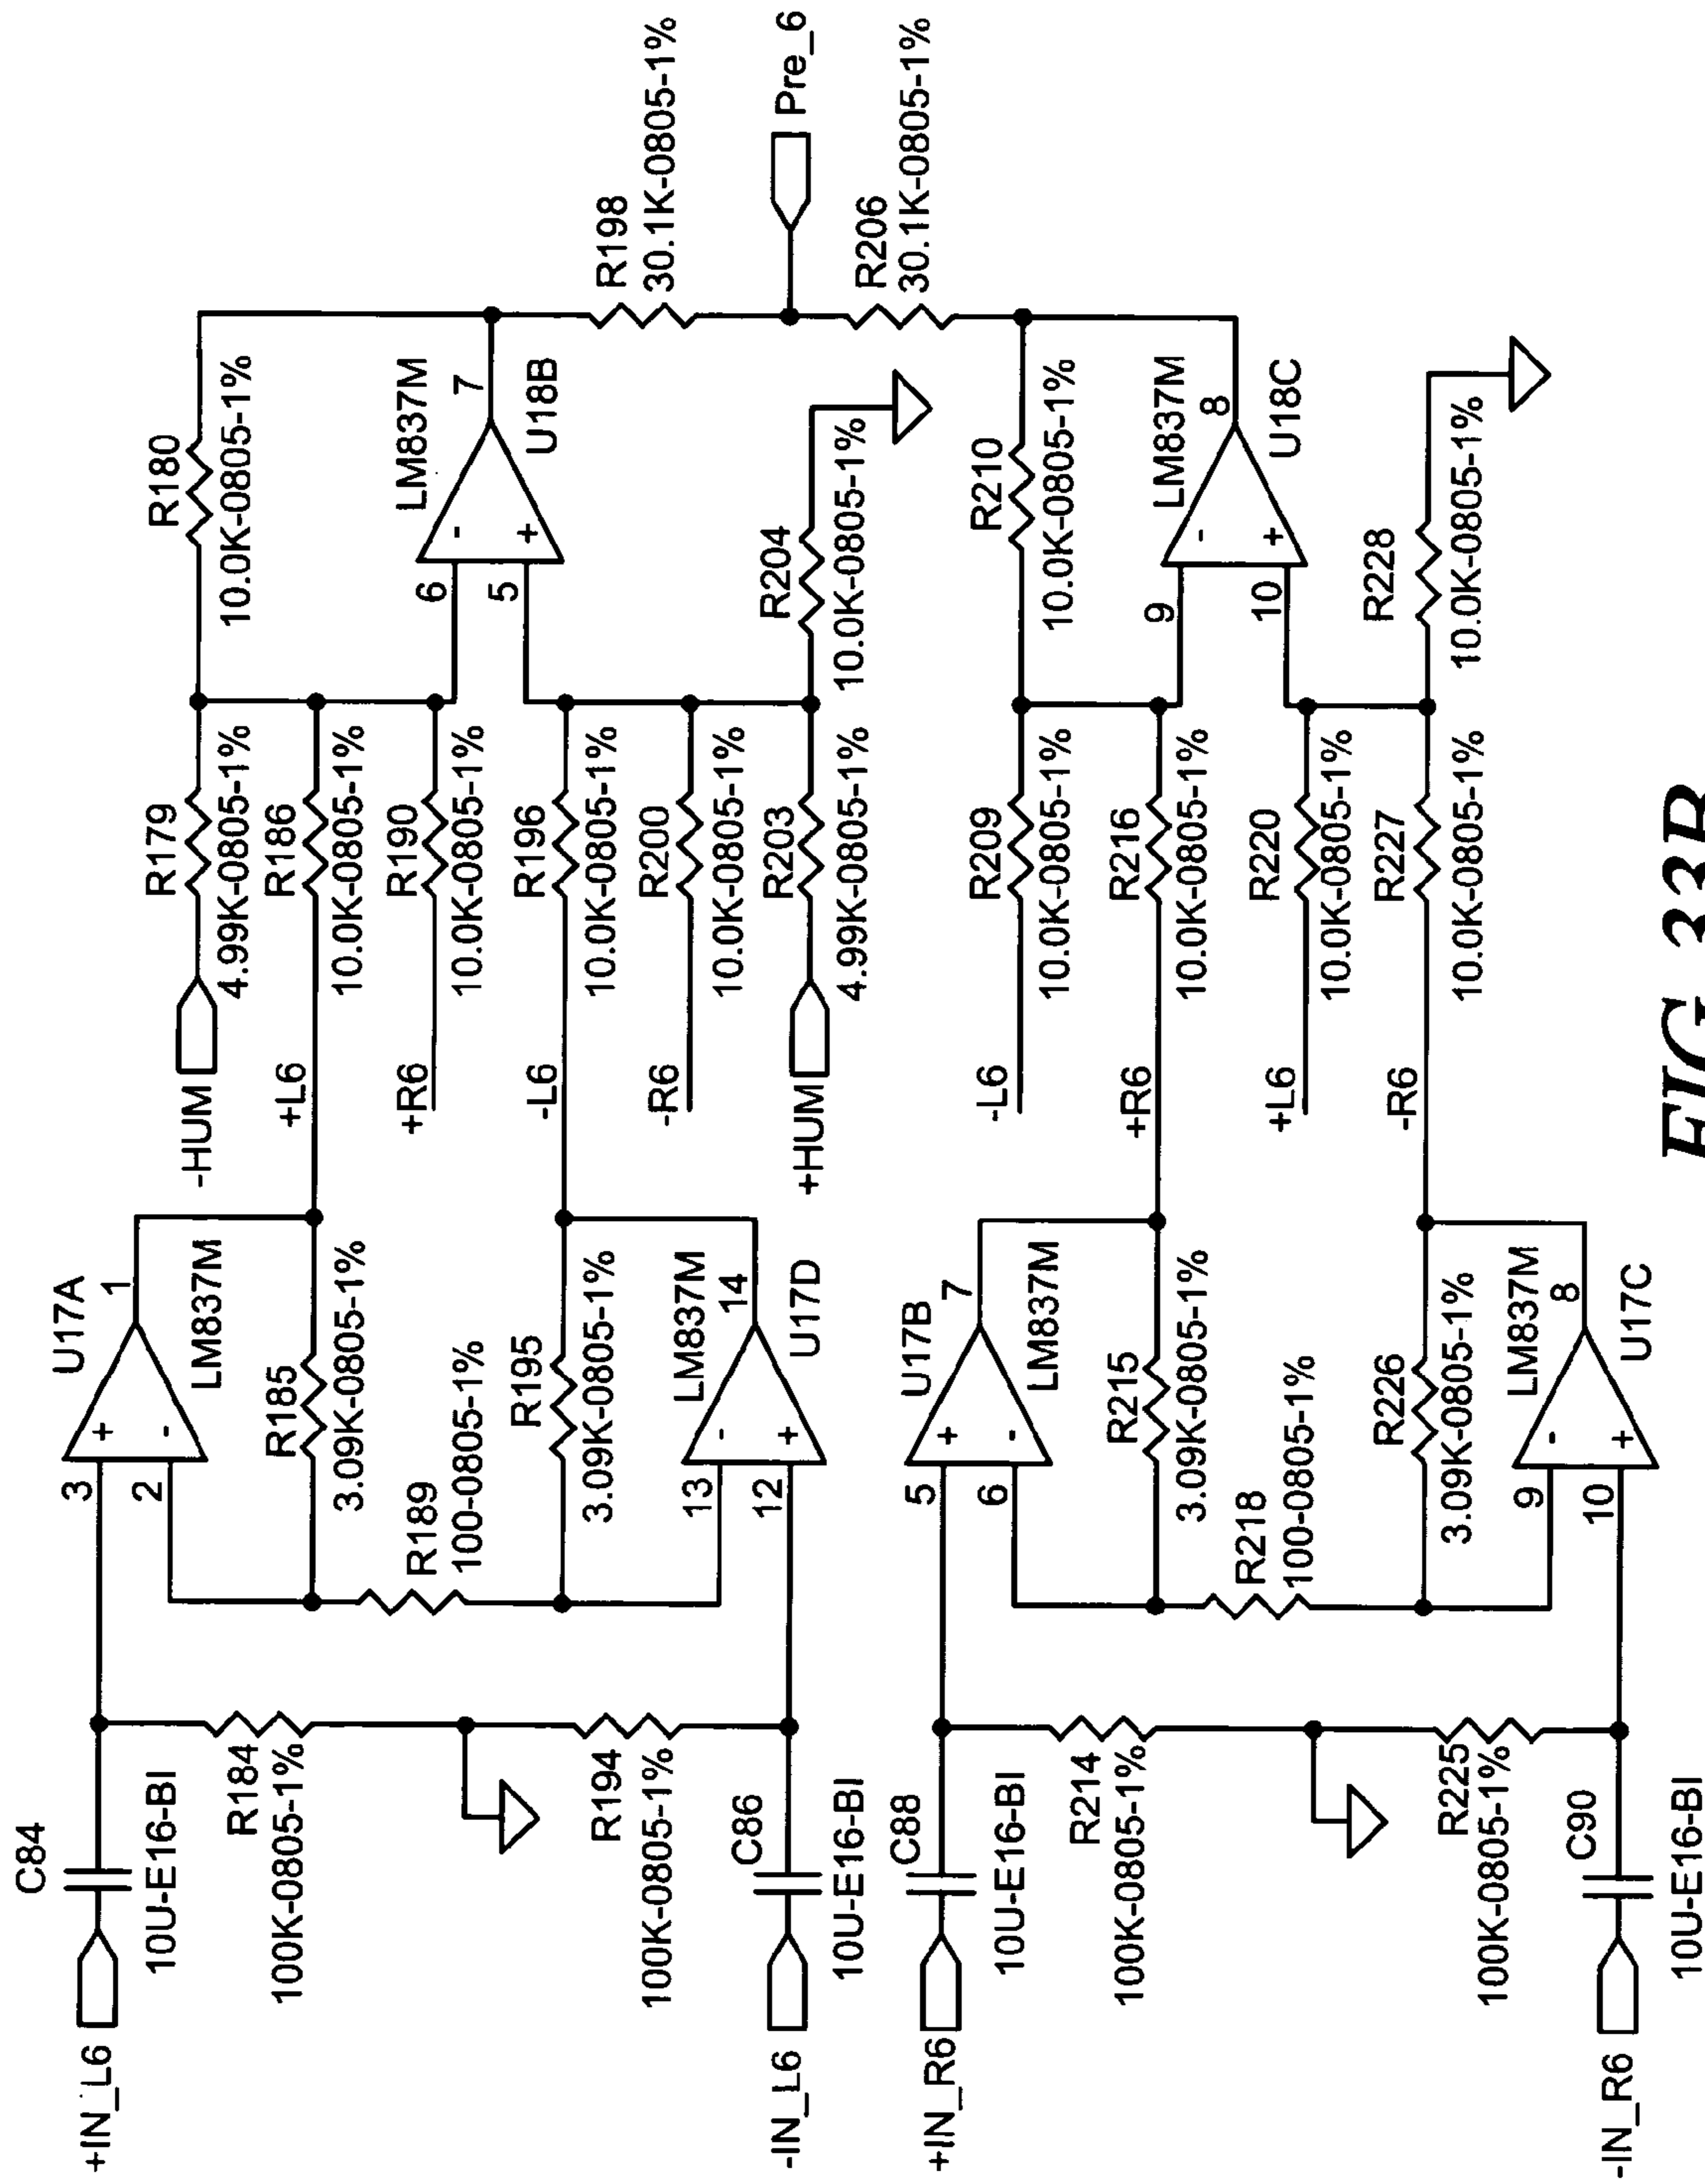 +IN_L6
C84
10U-E16-BI
R184
100K-0805-1%
R194
100K-0805-1%
-IN_L6
C86
10U-E16-BI
3
2
+
-
1
U17A
LM837M
R185
3.09K-0805-1%
R189
100-0805-1%
R195
3.09K-0805-1%
13
12
-
+
14
LM837M
U17D
-HUM
R179
4.99K-0805-1%
+L6
R186
10.0K-0805-1%
+R6
R190
10.0K-0805-1%
-L6
R196
10.0K-0805-1%
-R6
R200
10.0K-0805-1%
+HUM
R203
4.99K-0805-1%
R180
10.0K-0805-1%
6
5
-
+
7
LM837M
U18B
R204
10.0K-0805-1%
R198
30.1K-0805-1%
Pre_6
R206
30.1K-0805-1%
+IN_R6
C88
10U-E16-BI
R214
100K-0805-1%
R225
100K-0805-1%
-IN_R6
C90
10U-E16-BI
5
6
+
-
7
U17B
LM837M
R215
3.09K-0805-1%
R218
100-0805-1%
R226
3.09K-0805-1%
9
10
-
+
8
LM837M
U17C
-L6
R209
10.0K-0805-1%
+R6
R216
10.0K-0805-1%
+L6
R220
10.0K-0805-1%
-R6
R227
10.0K-0805-1%
R210
10.0K-0805-1%
9
10
-
+
8
LM837M
U18C
R228
10.0K-0805-1%
FIG. 33B